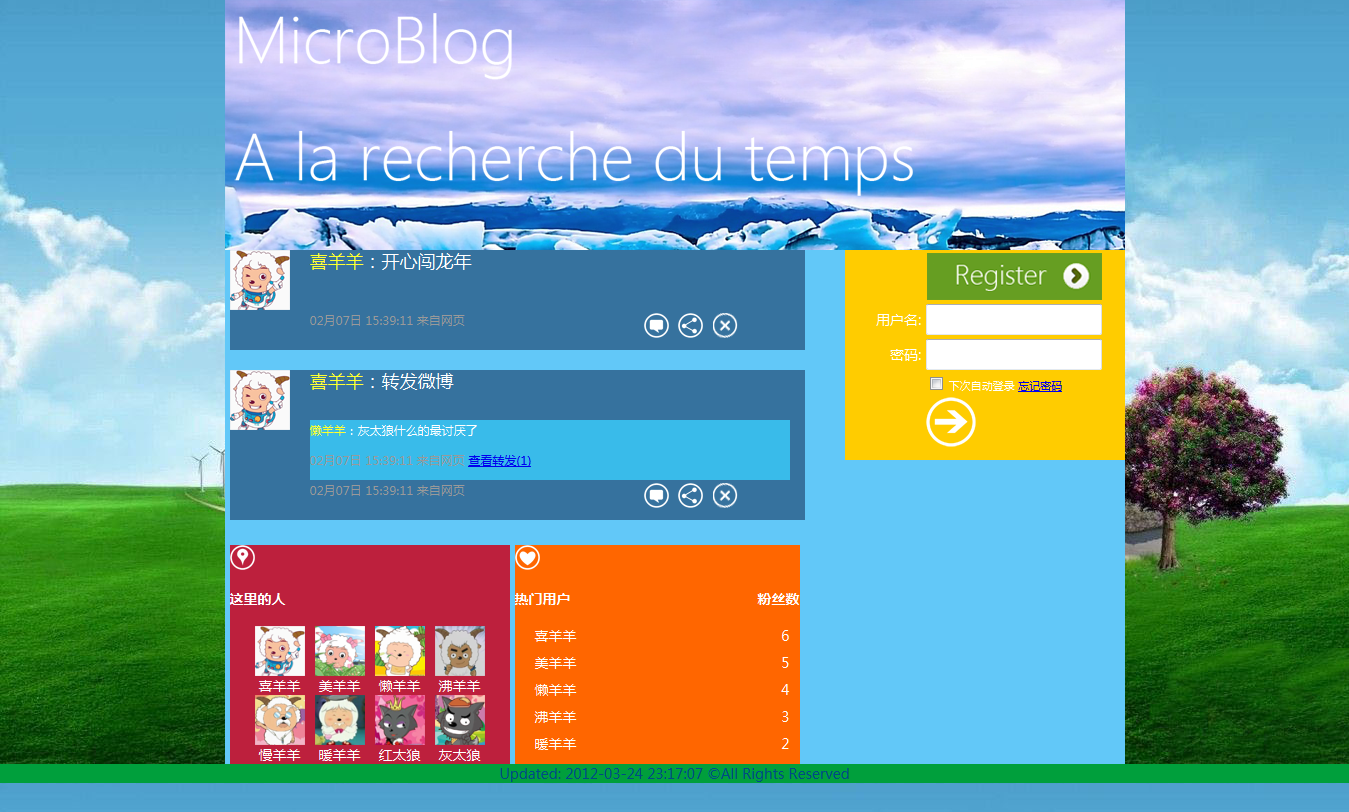 MicroBlog
A la recherche du temps
喜羊羊：开心闯龙年
02月07日 15:39:11 来自网页
喜羊羊：转发微博
懒羊羊：灰太狼什么的最讨厌了
02月07日 15:39:11 来自网页 查看转发(1)
02月07日 15:39:11 来自网页
Register
用户名:
密码:
下次自动登录 忘记密码
这里的人
喜羊羊 美羊羊 懒羊羊 沸羊羊
慢羊羊 暖羊羊 红太狼 灰太狼
热门用户 粉丝数
喜羊羊 6
美羊羊 5
懒羊羊 4
沸羊羊 3
暖羊羊 2
Updated: 2012-03-24 23:17:07 ©All Rights Reserved